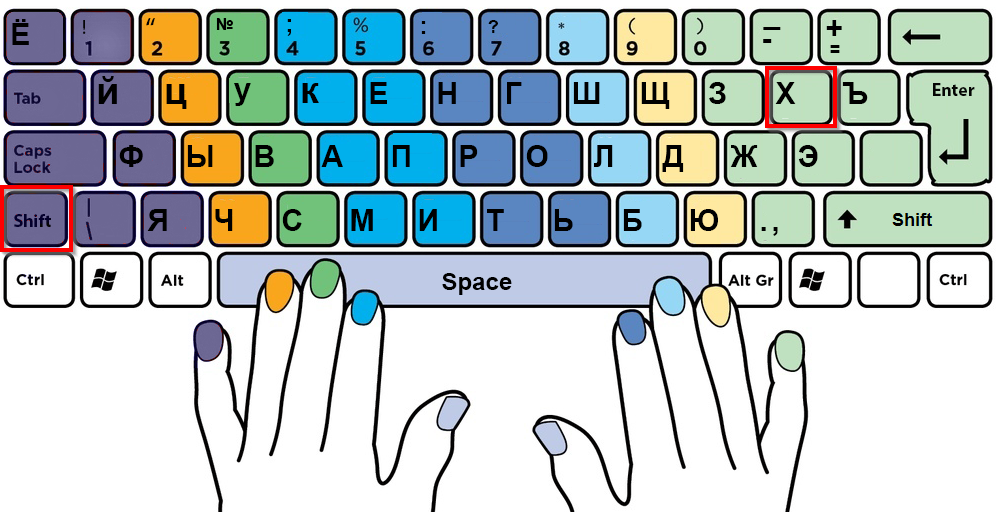 Ё ! 1 “ 2 № 3 ; 4 % 5 : 6 ? 7 * 8 ( 9 ) 0 — - + =
Tab Й Ц У К Е Н Г Ш Щ З Х Ъ Enter
Caps Lock Ф Ы В А П Р О Л Д Ж Э
Shift | \ Я Ч С М И Т Ь Б Ю . , Shift
Ctrl Alt Space Alt Gr Ctrl